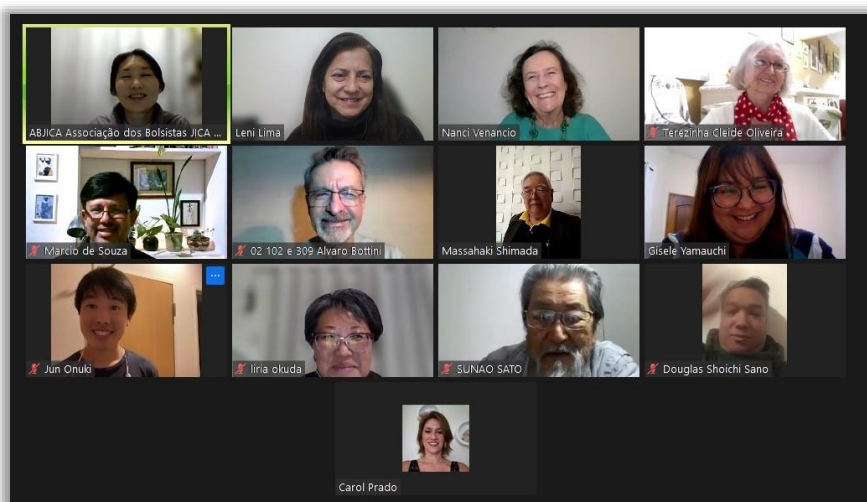 ABJICA Associação dos Bolsistas JICA ...
Leni Lima
Nanci Venancio
Terezinha Cleide Oliveira
Marcio de Souza
02 102 e 309 Alvaro Bottini
Massahaki Shimada
Gisele Yamauchi
Jun Onuki
liria okuda
SUNAO SATO
Douglas Shoichi Sano
Carol Prado